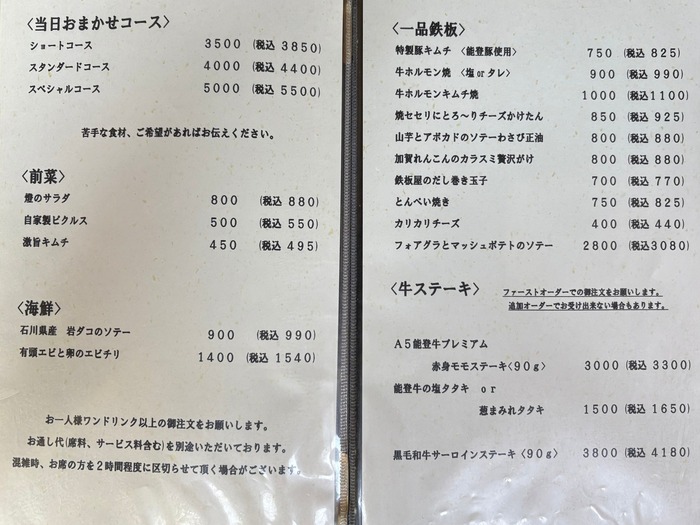 〈当日おまかせコース〉
ショートコース 3500 (税込 3850)
スタンダードコース 4000 (税込 4400)
スペシャルコース 5000 (税込 5500)
苦手な食材、ご希望があればお伝えください。
〈前菜〉
燈のサラダ 800 (税込 880)
自家製ピクルス 500 (税込 550)
激旨キムチ 450 (税込 495)
〈海鮮〉
石川県産 岩ダコのソテー 900 (税込 990)
有頭エビと卵のエビチリ 1400 (税込 1540)
お一人様ワンドリンク以上の御注文をお願いします。
お通し代(席料、サービス料含む)を別途いただいております。
混雑時、お席の方を2時間程度に区切らせて頂く場合がございます。
〈一品鉄板〉
特製豚キムチ 〈能登豚使用〉 750 (税込 825)
牛ホルモン焼 〈塩orタレ〉 900 (税込 990)
牛ホルモンキムチ焼 1000 (税込1100)
焼セセリにとろ～りチーズかけたん 850 (税込 925)
山芋とアボカドのソテーわさび正油 800 (税込 880)
加賀れんこんのカラスミ贅沢がけ 800 (税込 880)
鉄板屋のだし巻き玉子 700 (税込 770)
とんぺい焼き 750 (税込 825)
カリカリチーズ 400 (税込 440)
フォアグラとマッシュポテトのソテー 2800 (税込3080)
〈牛ステーキ〉
ファーストオーダーでの御注文をお願いします。
追加オーダーでお受け出来ない場合もあります。
A5能登牛プレミアム
赤身モモステーキ〈90g〉 3000 (税込 3300)
能登牛の塩タタキ or
葱まみれタタキ 1500 (税込 1650)
黒毛和牛サーロインステーキ〈90g〉 3800 (税込 4180)